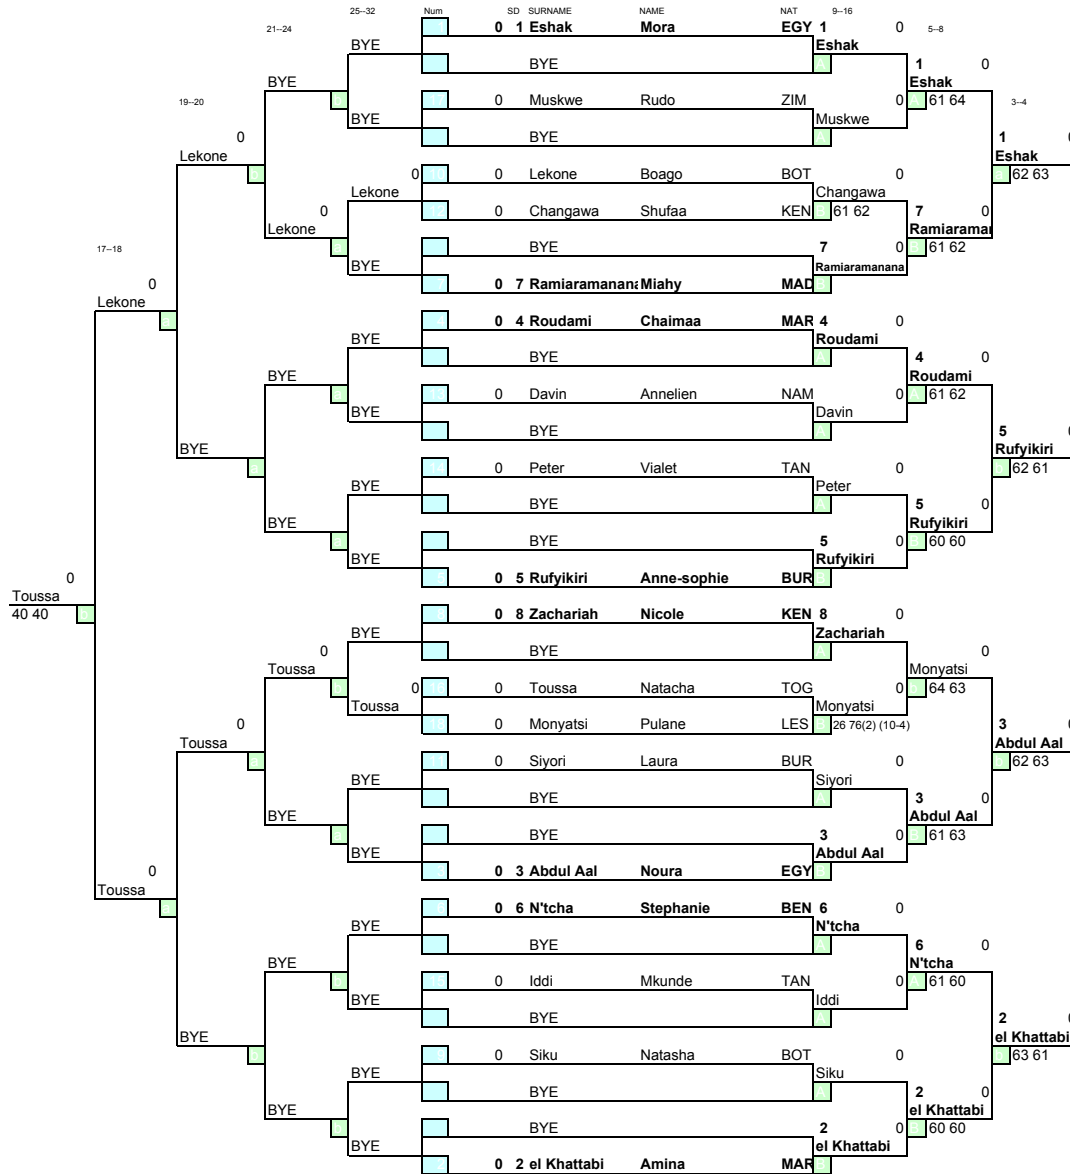 25--32 Num SD SURNAME NAME NAT 9--16
21--24 0 1 Eshak Mora EGY 1 0 5--8
BYE Eshak
BYE A 1 0
BYE Eshak
19--20 0 Muskwe Rudo ZIM 0 A 61 64 3--4
BYE Muskwe
0 BYE A 1
Lekone Eshak
0 0 Lekone Boago BOT 0 a 62 63
Lekone Changawa
0 0 Changawa Shufaa KEN B 61 62 7 0
Lekone Ramiaramanana
17--18 BYE 7 0 B 61 62
BYE Ramiaramanana
0 0 7 Ramiaramanana Miahy MAD
Lekone
0 4 Roudami Chaimaa MAR 4 0
BYE Roudami
BYE A 4 0
BYE Roudami
0 Davin Annelien NAM 0 A 61 62
BYE Davin
BYE A 5
BYE Rufyikiri
0 Peter Vialet TAN 0 b 62 61
BYE Peter
BYE A 5 0
BYE Rufyikiri
BYE 5 0 B 60 60
BYE Rufyikiri
0 0 5 Rufyikiri Anne-sophie BUR
Toussa
40 40 0 8 Zachariah Nicole KEN 8 0
BYE Zachariah
0 BYE A 0
Toussa Monyatsi
0 0 Toussa Natacha TOG 0 b 64 63
Toussa Monyatsi
0 0 Monyatsi Pulane LES B 26 76(2) (10-4) 3
Toussa Abdul Aal
0 Siyori Laura BUR 0 b 62 63
BYE Siyori
BYE A 3 0
BYE Abdul Aal
BYE 3 0 B 61 63
BYE Abdul Aal
0 0 3 Abdul Aal Noura EGY
Toussa
0 6 N'tcha Stephanie BEN 6 0
BYE N'tcha
BYE A 6 0
BYE N'tcha
0 Iddi Mkunde TAN 0 A 61 60
BYE Iddi
BYE A 2
BYE el Khattabi
0 Siku Natasha BOT 0 b 63 61
BYE Siku
BYE A 2 0
BYE el Khattabi
BYE 2 0 B 60 60
BYE el Khattabi
0 2 el Khattabi Amina MAR